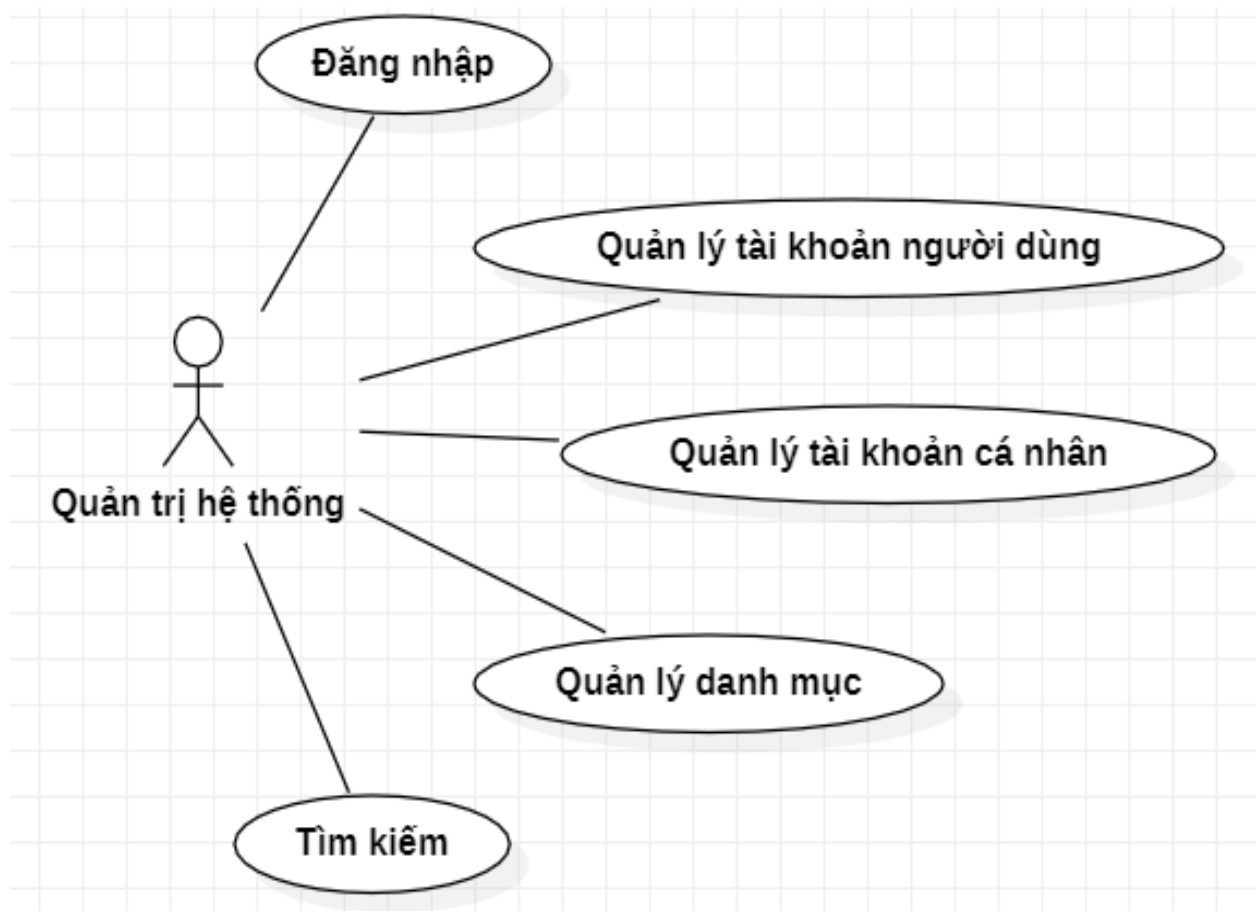 Đăng nhập
Quản lý tài khoản người dùng
Quản lý tài khoản cá nhân
Quản trị hệ thống
Quản lý danh mục
Tìm kiếm